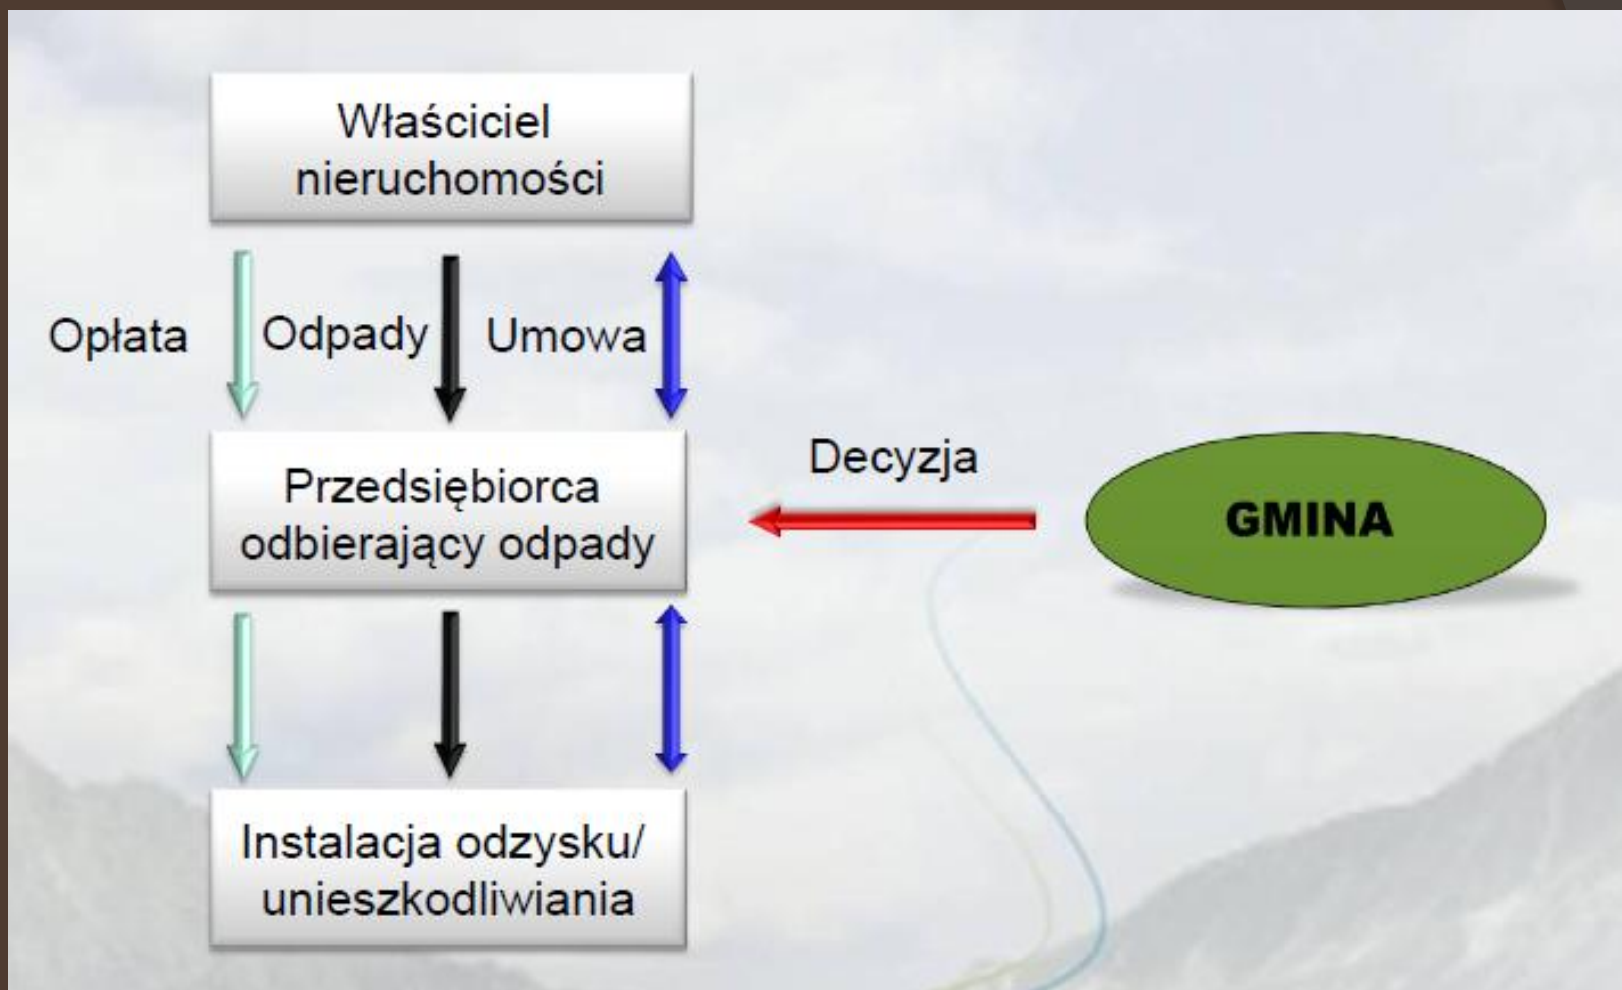 Właściciel
nieruchomości
Opłata
Odpady
Umowa
Przedsiębiorca
odbierający odpady
Decyzja
GMINA
Instalacja odzysku/
unieszkodliwiania